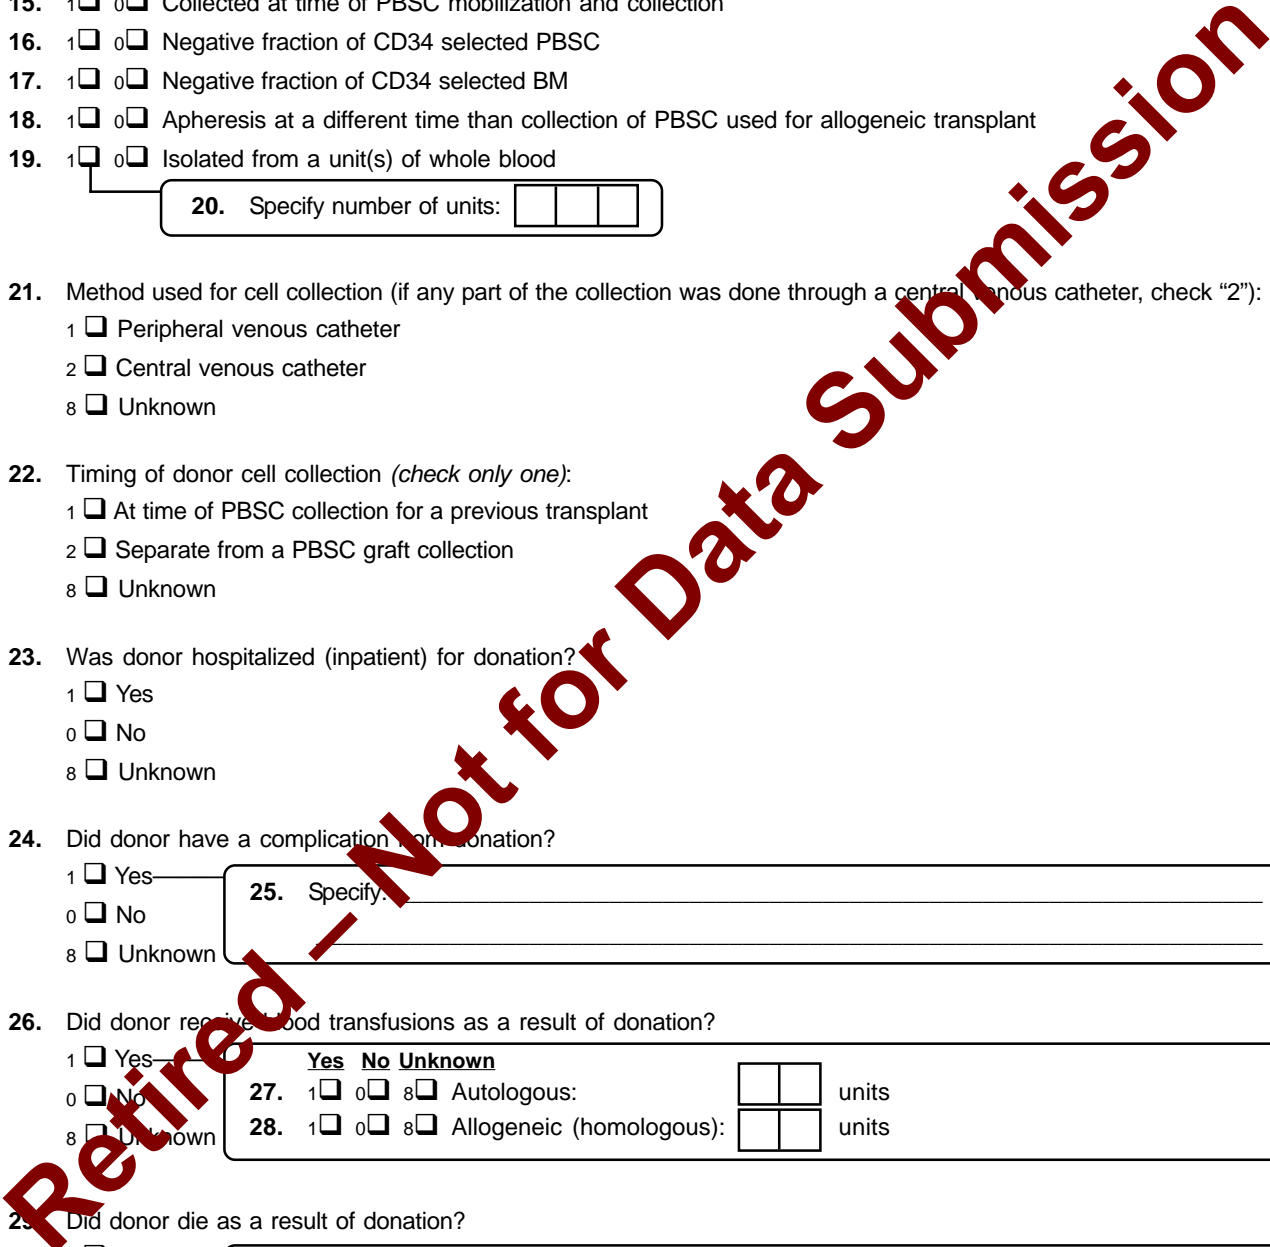 15. 1❑ 0❑ Collected at time of PBSC mobilization and collection
16. 1❑ 0❑ Negative fraction of CD34 selected PBSC
17. 1❑ 0❑ Negative fraction of CD34 selected BM
18. 1❑ 0❑ Apheresis at a different time than collection of PBSC used for allogeneic transplant
19. 1❑ 0❑ Isolated from a unit(s) of whole blood
20. Specify number of units:
21. Method used for cell collection (if any part of the collection was done through a central venous catheter, check “2”):
1 ❑ Peripheral venous catheter
2 ❑ Central venous catheter
8 ❑ Unknown
22. Timing of donor cell collection (check only one):
1 ❑ At time of PBSC collection for a previous transplant
2 ❑ Separate from a PBSC graft collection
8 ❑ Unknown
23. Was donor hospitalized (inpatient) for donation?
1 ❑ Yes
0 ❑ No
8 ❑ Unknown
24. Did donor have a complication from donation?
1 ❑ Yes
0 ❑ No
8 ❑ Unknown
25. Specify:
26. Did donor receive blood transfusions as a result of donation?
1 ❑ Yes
0 ❑ No
8 ❑ Unknown
Yes No Unknown
27. 1❑ 0❑ 8❑ Autologous: units
28. 1❑ 0❑ 8❑ Allogeneic (homologous): units
29. Did donor die as a result of donation?
Retired – Not for Data Submission